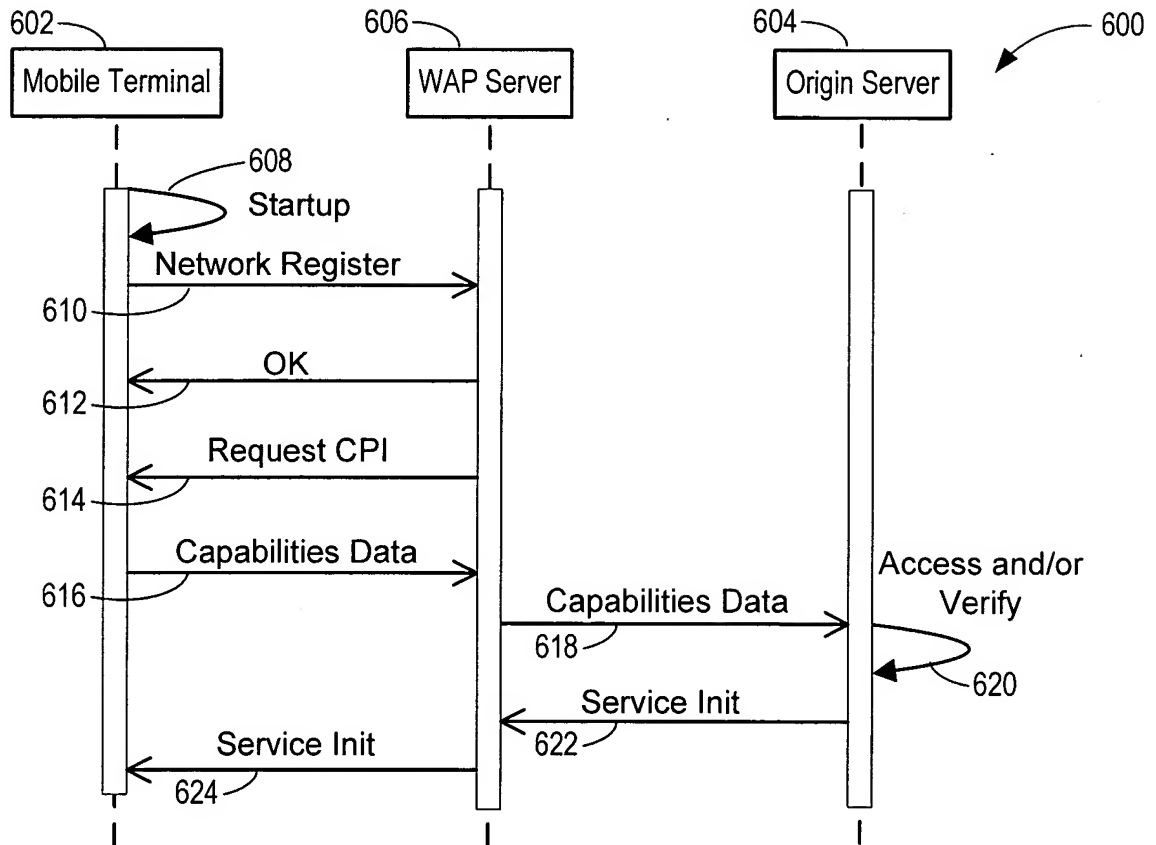 602
606
604
600
Mobile Terminal
WAP Server
Origin Server
608
Startup
Network Register
610
OK
612
Request CPI
614
Capabilities Data
616
Access and/or
Verify
Capabilities Data
618
620
Service Init
622
Service Init
624